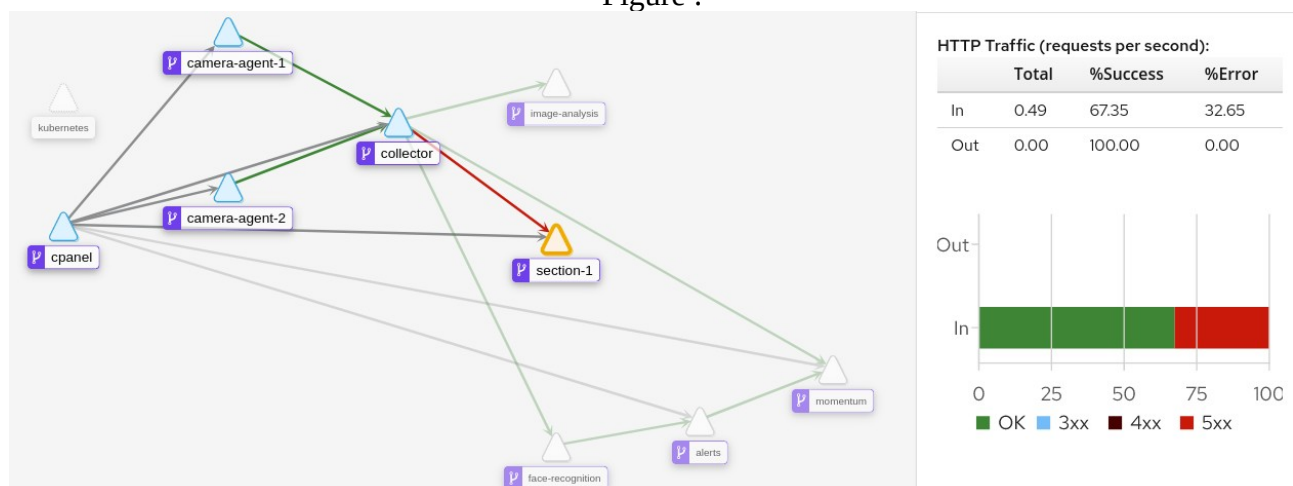 Figure .
camera-agent-1
kubernetes
image-analysis
collector
camera-agent-2
cpanel
section-1
momentum
alerts
face-recognition
HTTP Traffic (requests per second):
Total %Success %Error
In 0.49 67.35 32.65
Out 0.00 100.00 0.00
Out
In
0 25 50 75 100
OK 3xx 4xx 5xx